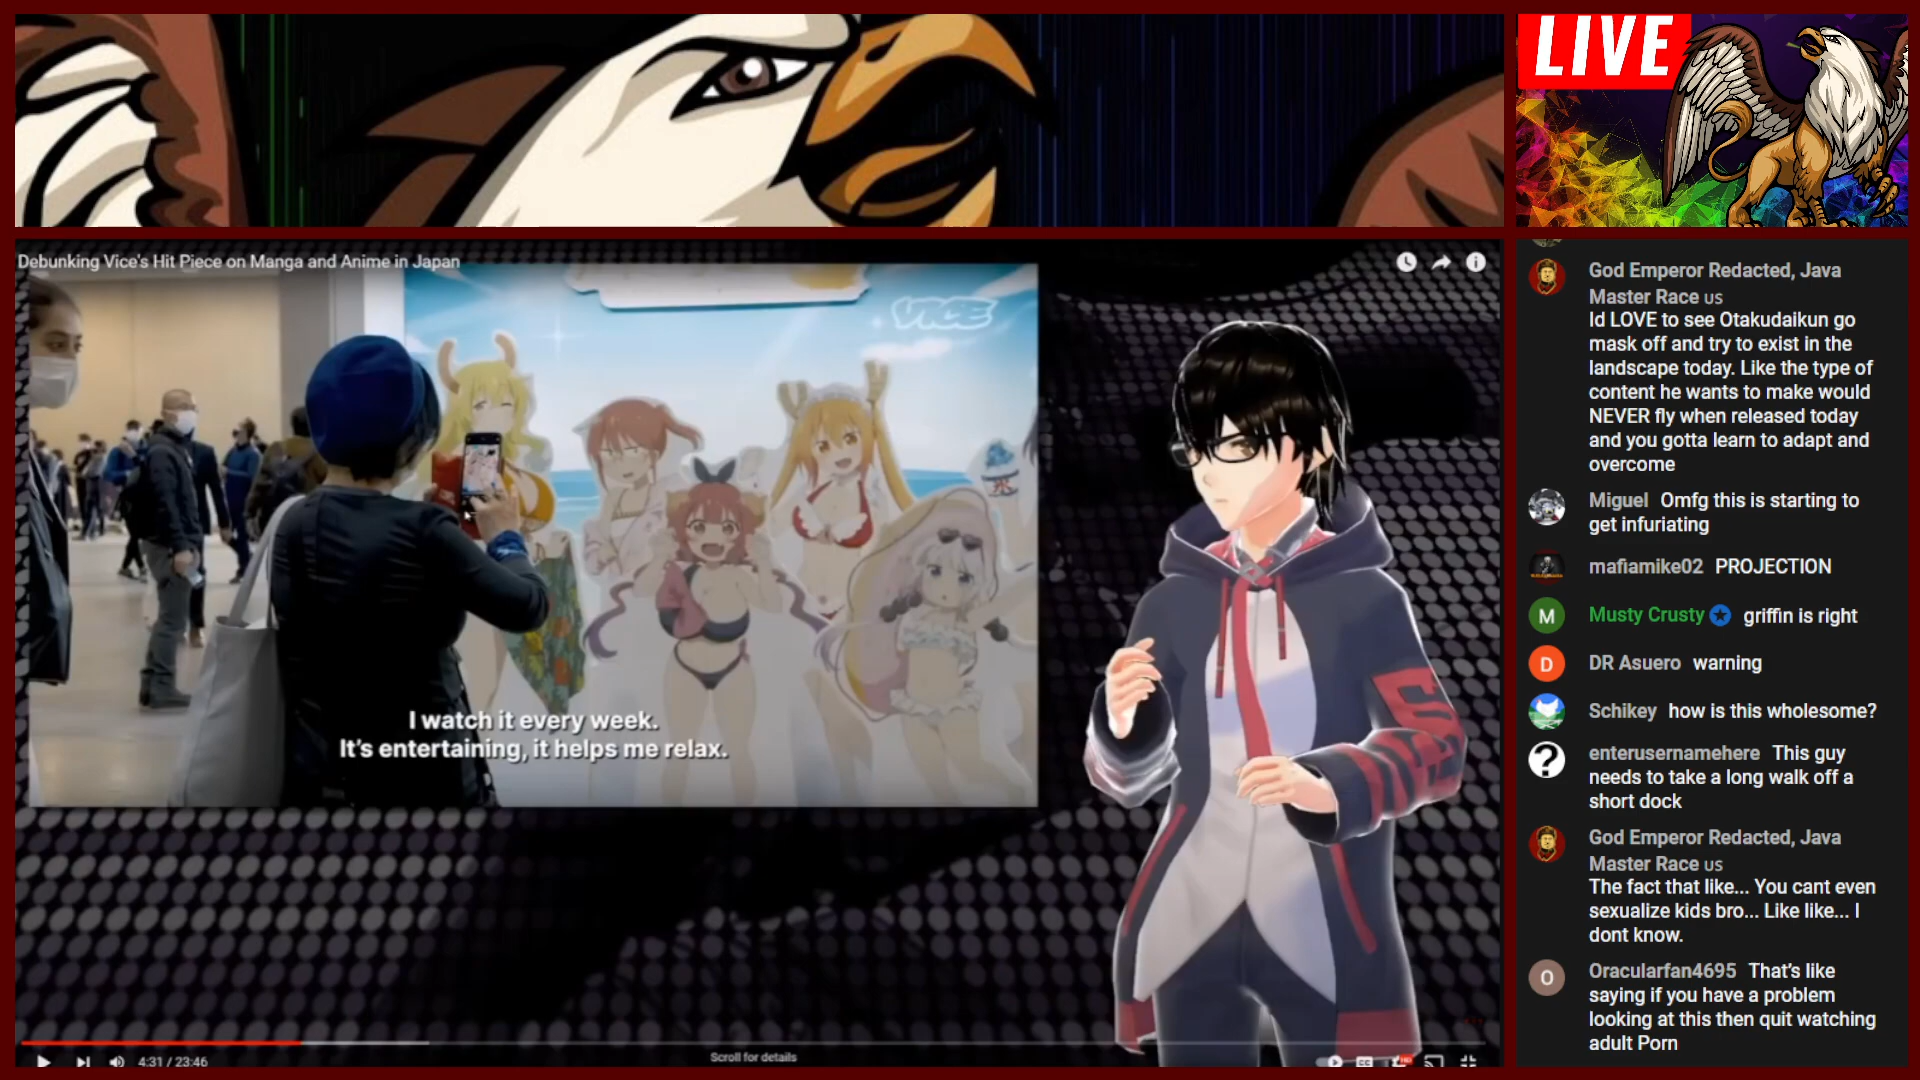 LIVE
Debunking Vice's Hit Piece on Manga and Anime in Japan
VICE
I watch it every week.
It's entertaining, it helps me relax.
4:31 / 23:46
Scroll for details
CC
HD
God Emperor Redacted, Java
Master Race US
Id LOVE to see Otakudaikun go
mask off and try to exist in the
landscape today. Like the type of
content he wants to make would
NEVER fly when released today
and you gotta learn to adapt and
overcome
Miguel Omfg this is starting to
get infuriating
mafiamike02 PROJECTION
M
Musty Crusty griffin is right
D
DR Asuero warning
Schikey how is this wholesome?
?
enterusernamehere This guy
needs to take a long walk off a
short dock
God Emperor Redacted, Java
Master Race US
The fact that like... You cant even
sexualize kids bro... Like like... I
dont know.
O
Oracularfan4695 That's like
saying if you have a problem
looking at this then quit watching
adult Porn